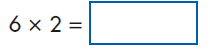 6 × 2 =